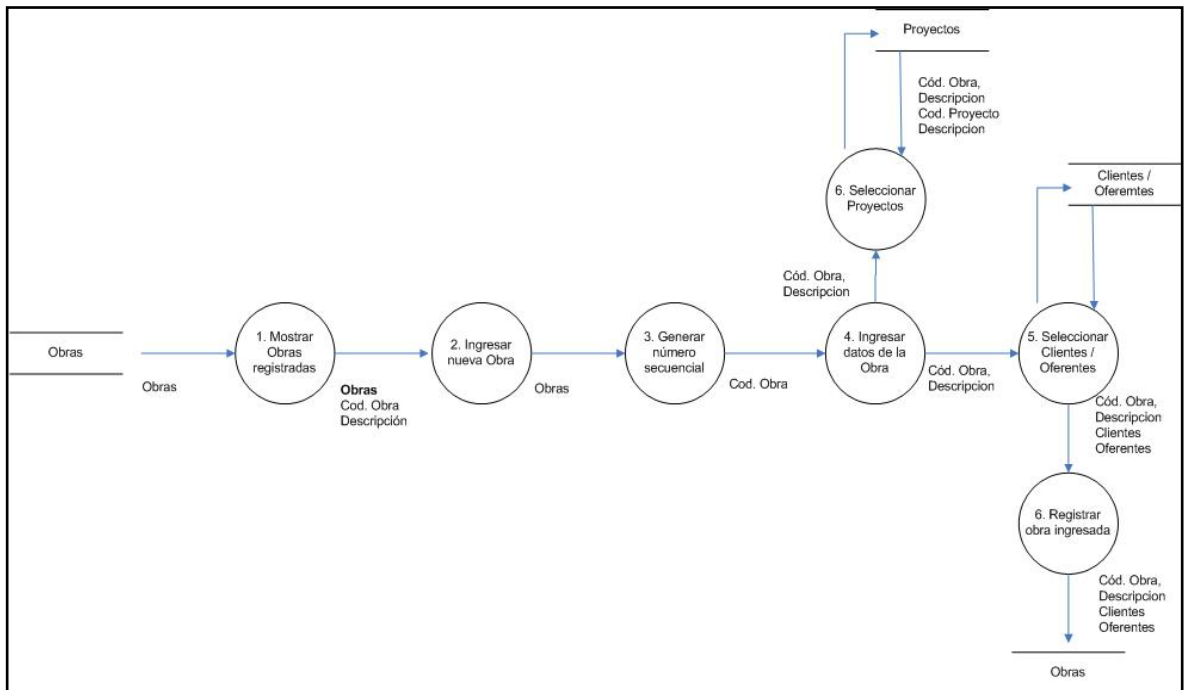 Proyectos
Cód. Obra,
Descripcion
Cod. Proyecto
Descripcion
6. Seleccionar
Proyectos
Clientes /
Oferemtes
Cód. Obra,
Descripcion
Obras
Obras
1. Mostrar
Obras
registradas
Obras
Cod. Obra
Descripción
2. Ingresar
nueva Obra
Obras
3. Generar
número
secuencial
Cod. Obra
4. Ingresar
datos de la
Obra
Cód. Obra,
Descripcion
5. Seleccionar
Clientes /
Oferentes
Cód. Obra,
Descripcion
Clientes
Oferentes
6. Registrar
obra ingresada
Cód. Obra,
Descripcion
Clientes
Oferentes
Obras